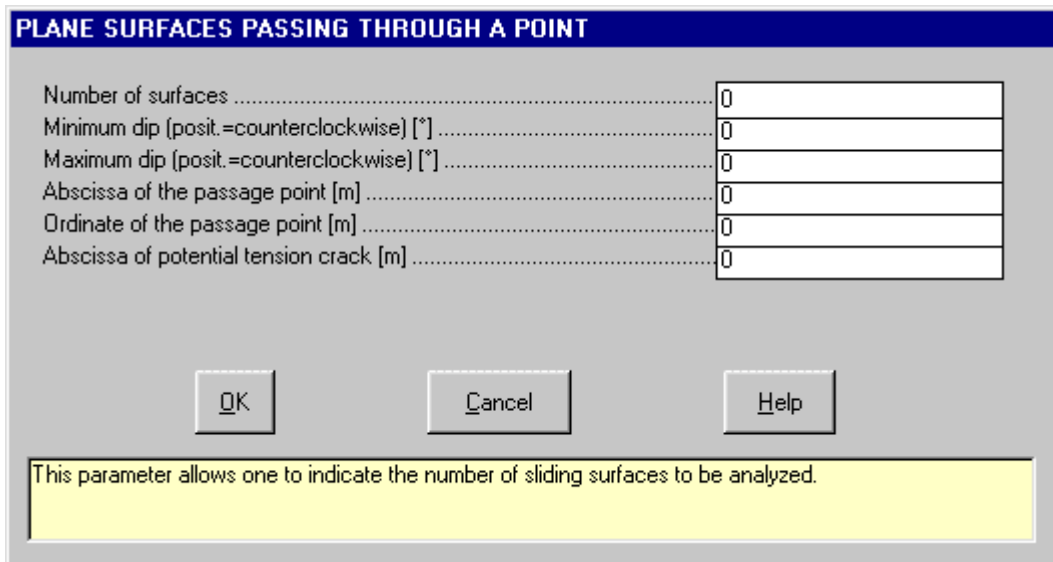 PLANE SURFACES PASSING THROUGH A POINT
Number of surfaces ........................................................................ 0
Minimum dip (posit.=counterclockwise) [°] ......................................... 0
Maximum dip (posit.=counterclockwise) [°] ........................................ 0
Abscissa of the passage point [m] .................................................... 0
Ordinate of the passage point [m] ..................................................... 0
Abscissa of potential tension crack [m] ............................................. 0
OK Cancel Help
This parameter allows one to indicate the number of sliding surfaces to be analyzed.